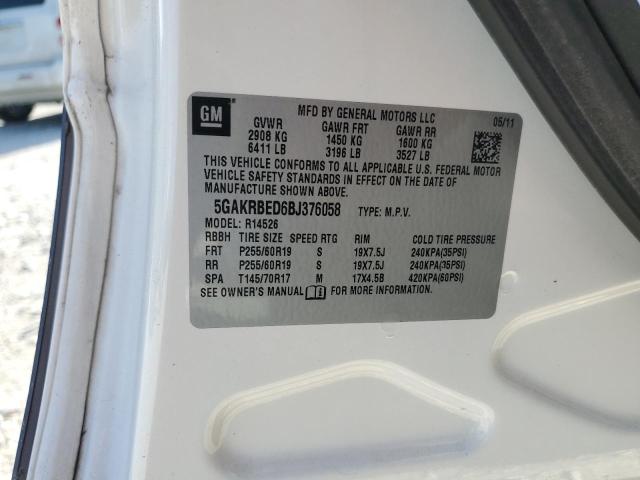 GM
MFD BY GENERAL MOTORS LLC
05/11
GVWR GAWR FRT GAWR RR
2908 KG 1450 KG 1600 KG
6411 LB 3196 LB 3527 LB
THIS VEHICLE CONFORMS TO ALL APPLICABLE U.S. FEDERAL MOTOR
VEHICLE SAFETY STANDARDS IN EFFECT ON THE DATE OF
MANUFACTURE SHOWN ABOVE.
5GAKRBED6BJ376058 TYPE: M.P.V.
MODEL: R14526
RBBH TIRE SIZE SPEED RTG RIM COLD TIRE PRESSURE
FRT P255/60R19 S 19X7.5J 240KPA(35PSI)
RR P255/60R19 S 19X7.5J 240KPA(35PSI)
SPA T145/70R17 M 17X4.5B 420KPA(60PSI)
SEE OWNER'S MANUAL FOR MORE INFORMATION.